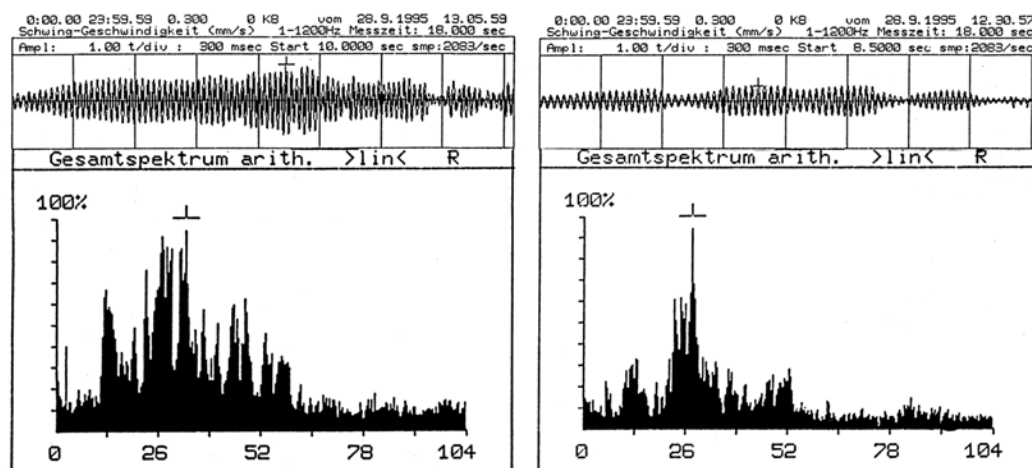 0:00.00 23:59.59 0.300 0 KB vom 28.9.1995 13.05.59
Schwing-Geschwindigkeit (mm/s) 1-1200Hz Messzeit: 18.000 sec
Ampl: 1.00 t/div : 300 msec Start 10.0000 sec smp:2083/sec
Gesamtspektrum arith. >lin< R
100%
0 26 52 78 104
0:00.00 23:59.59 0.300 0 KB vom 28.9.1995 12.30.57
Schwing-Geschwindigkeit (mm/s) 1-1200Hz Messzeit: 18.000 sec
Ampl: 1.00 t/div : 300 msec Start 8.5000 sec smp:2083/sec
Gesamtspektrum arith. >lin< R
100%
0 26 52 78 104